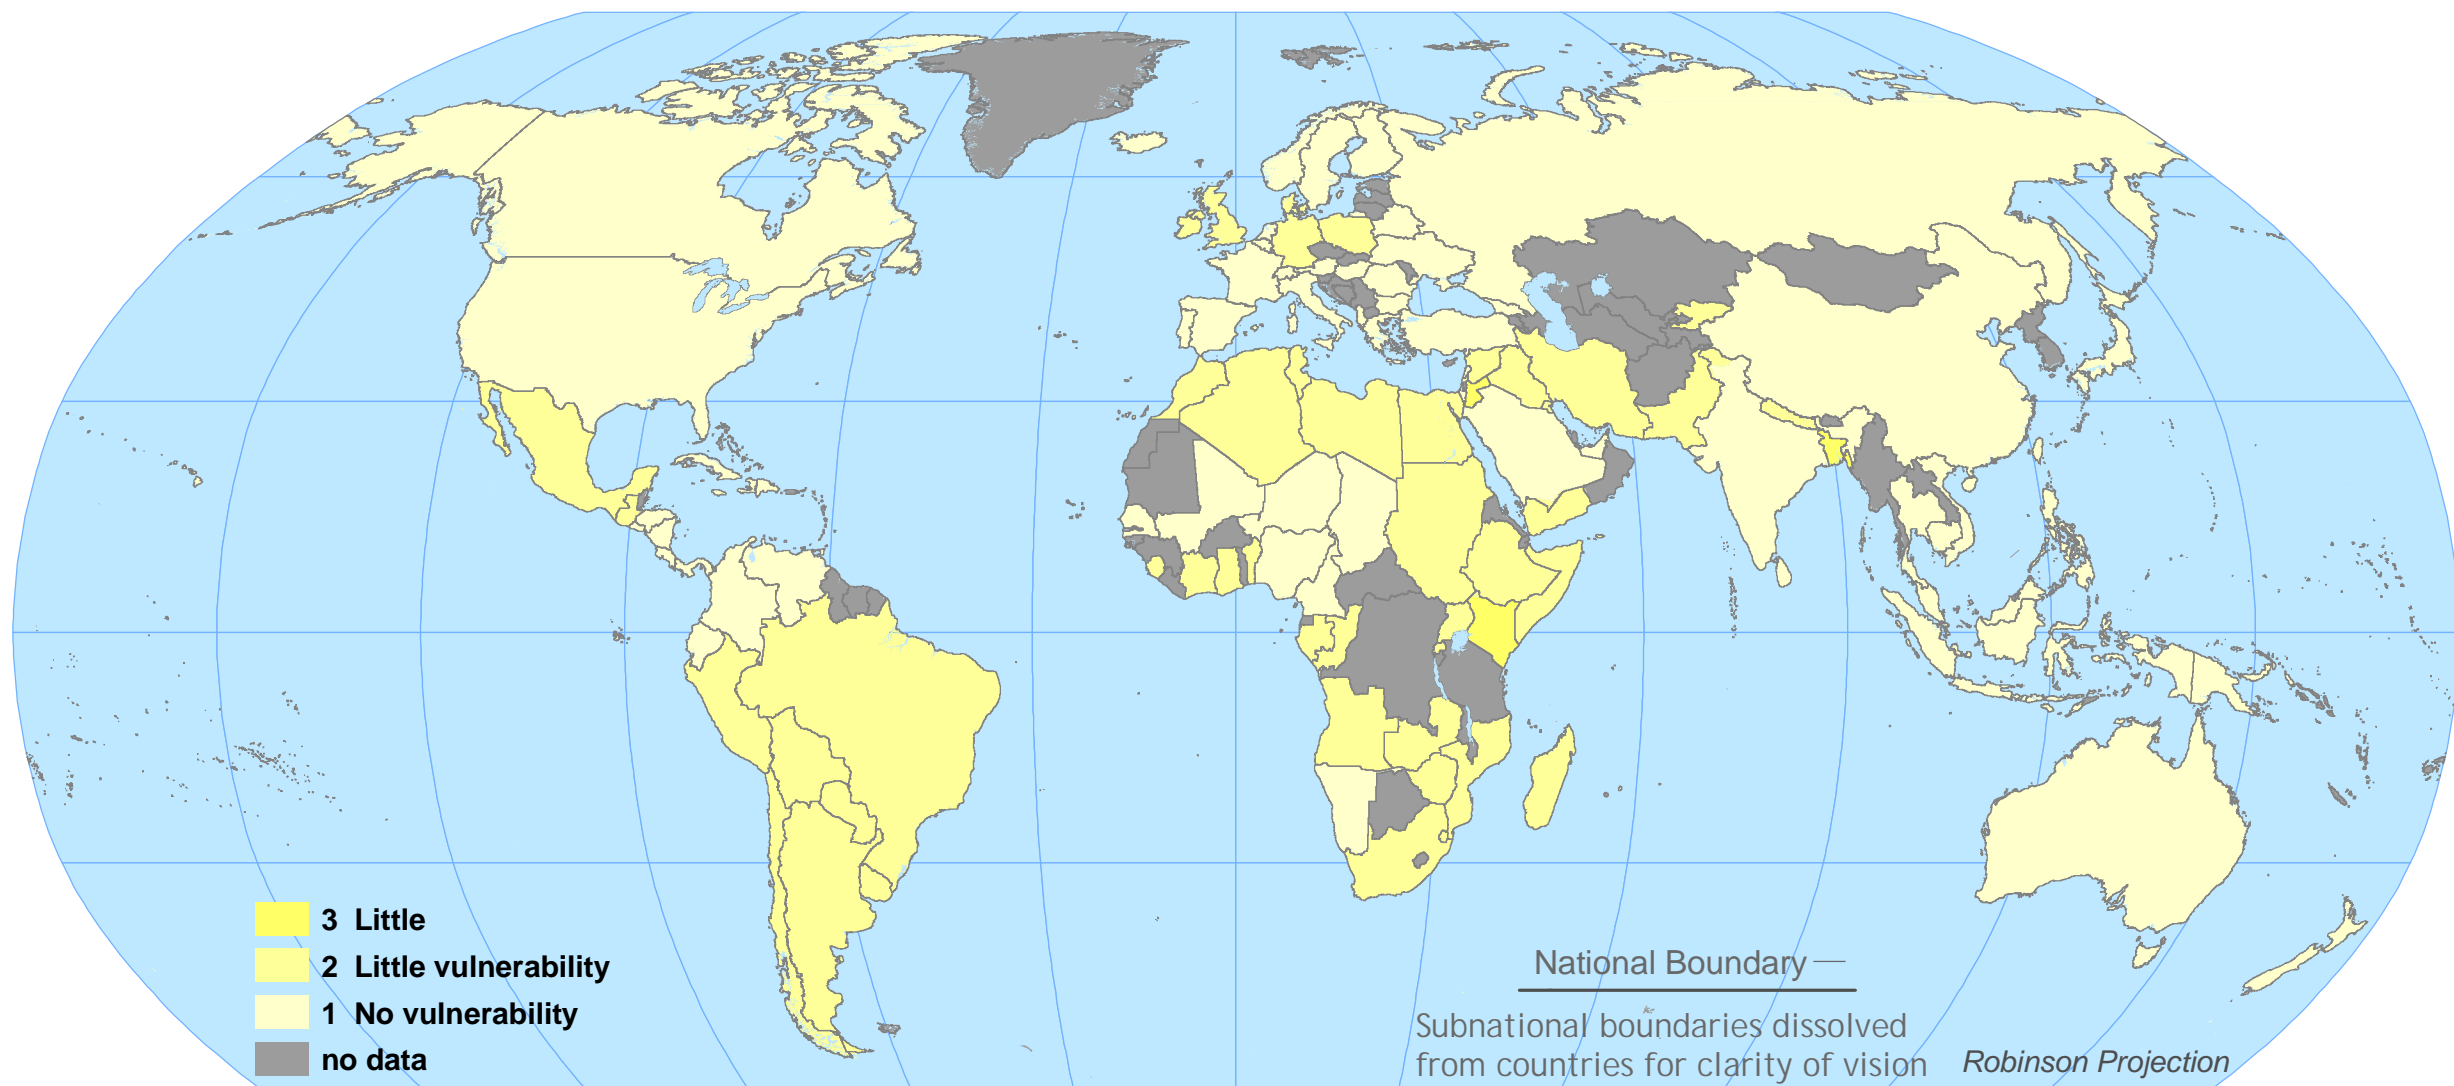 3 Little
2 Little vulnerability
1 No vulnerability
no data
National Boundary
Subnational boundaries dissolved
from countries for clarity of vision
Robinson Projection